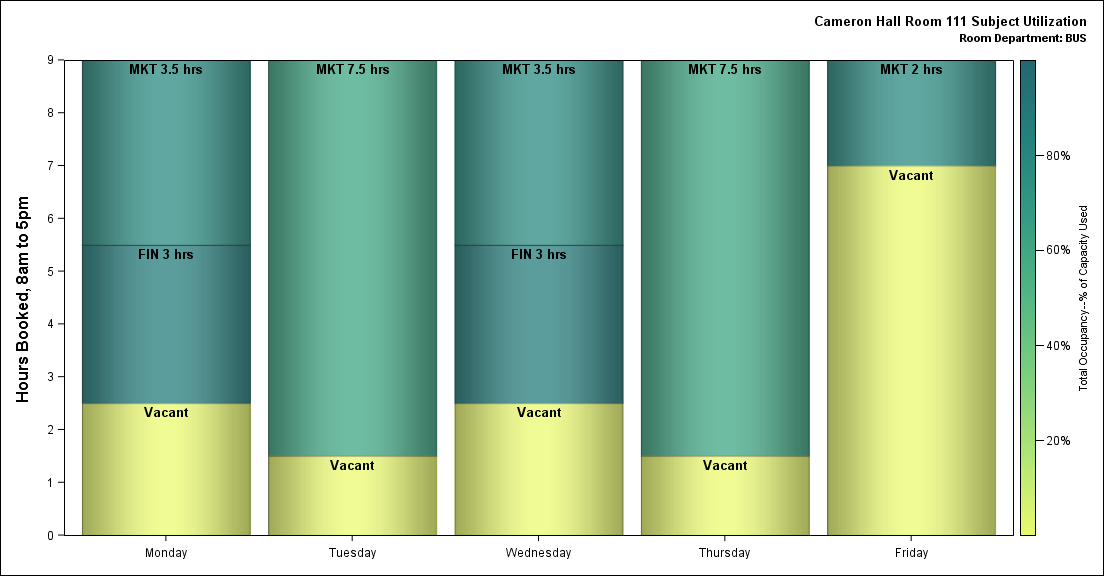 Cameron Hall Room 111 Subject Utilization
Room Department: BUS
Hours Booked, 8am to 5pm
9
8
7
6
5
4
3
2
1
0
MKT 3.5 hrs
FIN 3 hrs
Vacant
MKT 7.5 hrs
Vacant
MKT 3.5 hrs
FIN 3 hrs
Vacant
MKT 7.5 hrs
Vacant
MKT 2 hrs
Vacant
Monday
Tuesday
Wednesday
Thursday
Friday
80%
60%
40%
20%
Total Occupancy--% of Capacity Used